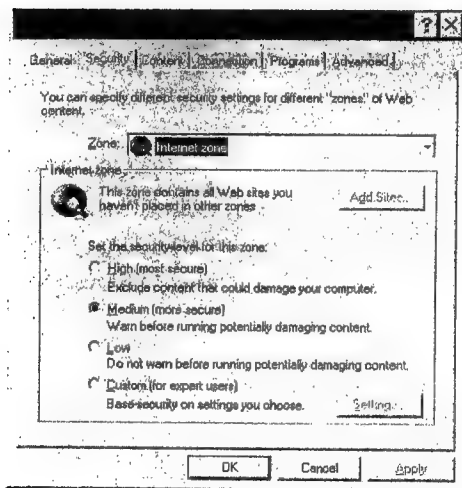 General Security Content Connection Programs Advanced
You can specify different security settings for different "zones" of Web
content.
Zone: Internet zone
Internet zone
This zone contains all Web sites you
haven't placed in other zones
Add Sites...
Set the security level for this zone:
High (most secure)
Exclude content that could damage your computer.
Medium (more secure)
Warn before running potentially damaging content.
Low
Do not warn before running potentially damaging content.
Custom (for expert users)
Base security on settings you choose.
Settings...
OK Cancel Apply